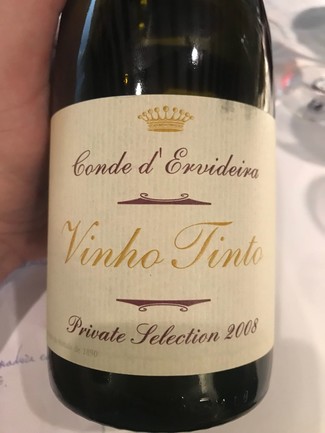 Conde d'Ervideira
Vinho Tinto
Private Selection 2008